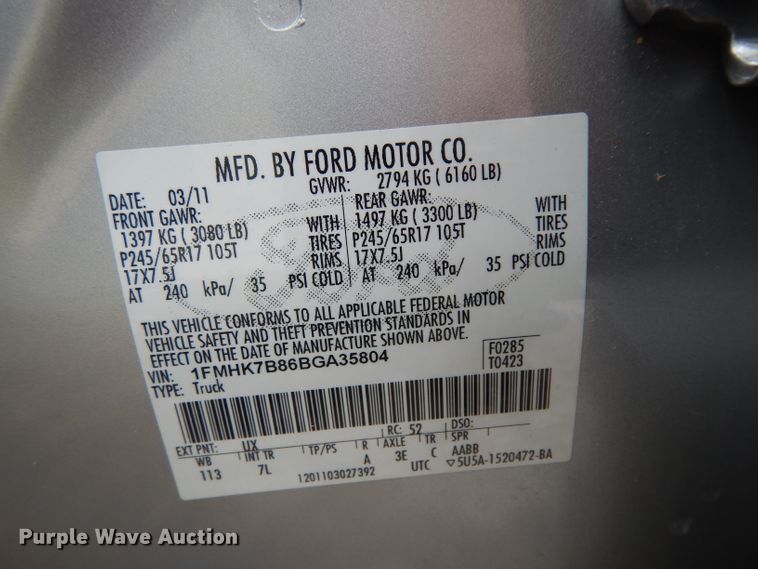 MFD. BY FORD MOTOR CO.
DATE: 03/11 GVWR: 2794 KG ( 6160 LB)
FRONT GAWR: WITH REAR GAWR: WITH
1397 KG ( 3080 LB) TIRES 1497 KG ( 3300 LB) TIRES
P245/65R17 105T RIMS P245/65R17 105T RIMS
17X7.5J 17X7.5J
AT 240 kPa/ 35 PSI COLD AT 240 kPa/ 35 PSI COLD
Ford
THIS VEHICLE CONFORMS TO ALL APPLICABLE FEDERAL MOTOR
VEHICLE SAFETY AND THEFT PREVENTION STANDARDS IN
EFFECT ON THE DATE OF MANUFACTURE SHOWN ABOVE.
VIN: 1FMHK7B86BGA35804 F0285
TYPE: Truck T0423
EXT PNT: UX RC: 52 DSO:
WB INT TR TP/PS R AXLE TR SPR
113 7L A 3E C AABB
1201103027392 UTC ▽5U5A-1520472-BA
Purple Wave Auction